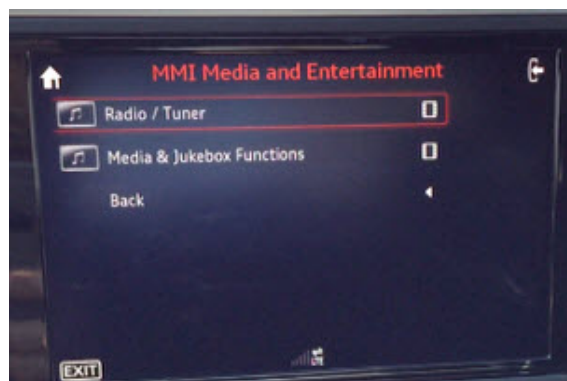 MMI Media and Entertainment
Radio / Tuner
Media & Jukebox Functions
Back
EXIT